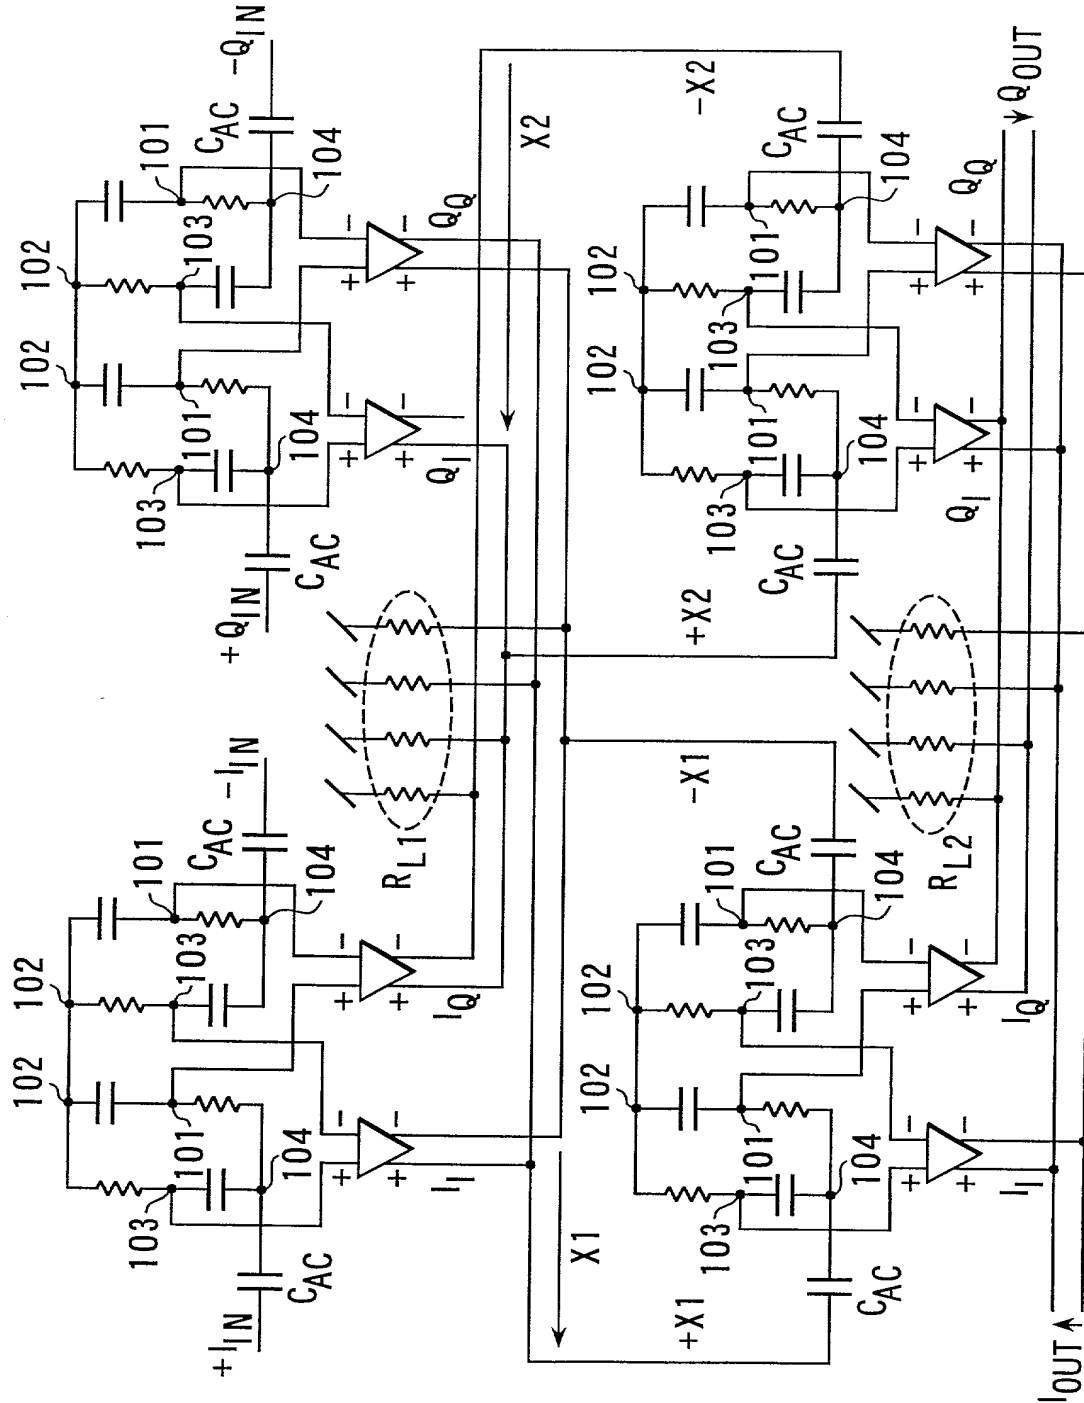 -Q_IN
C_AC
101
104
102
103
102
101
104
103
+Q_IN
C_AC
- + - +
Q_Q
+ - + -
Q_I
X2
-I_IN
C_AC
101
104
102
103
102
101
104
103
+I_IN
C_AC
- + - +
I_Q
+ - + -
I_I
R_L1
X1
-X2
C_AC
104
101
102
103
102
101
104
103
C_AC
+X2
- + - +
Q_Q
+ - + -
Q_I
Q_OUT
-X1
C_AC
101
104
102
103
102
101
104
103
C_AC
+X1
- + - +
I_Q
+ - + -
I_I
R_L2
I_OUT